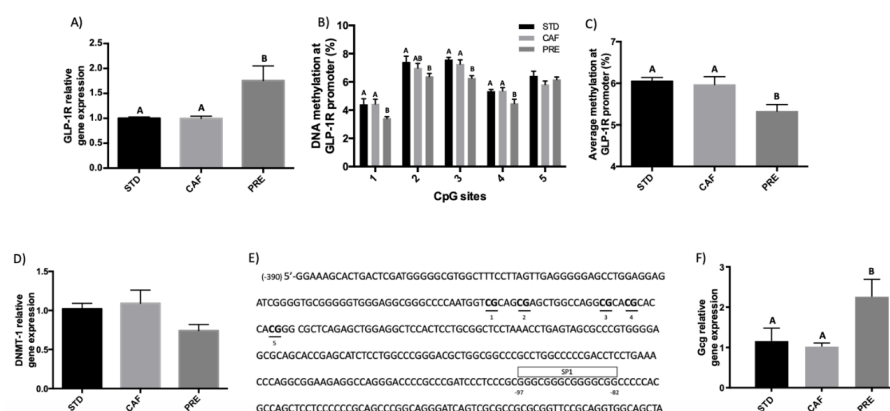 A)
GLP-1R relative
gene expression
2.5
2.0
1.5
1.0
0.5
0.0
A
A
B
STD
CAF
PRE
B)
DNA methylation at
GLP-1R promoter (%)
10
8
6
4
2
0
STD
CAF
PRE
A A B
A AB B
A A B
A A B
1 2 3 4 5
CpG sites
C)
Average methylation at
GLP-1R promoter (%)
6
5
4
A
A
B
STD
CAF
PRE
D)
DNMT-1 relative
gene expression
1.5
1.0
0.5
0.0
STD
CAF
PRE
E)
(-390) 5'-GGAAAGCACTGACTCGATGGGGGCGTGGCTTTCCTTAGTTGAGGGGGAGCCTGGAGGAG
ATCGGGGTGCGGGGGTGGGAGGCGGGCCCCAATGGTCGCAGCGAGCTGGCCAGGGCGCACGCAC
1 2 3 4
CACGGG CGCTCAGAGCTGGAGGCTCCACTCCTGCGGCTCCTAAACCTGAGTAGCGCCCGTGGGGA
5
GCGCAGCACCGAGCATCTCCTGGCCCGGGACGCTGGCGGCCCGCCTGGCCCCCGACCTCCTGAAA
SP1
CCCAGGCGGAAGAGGCCAGGGACCCCGCCCGATCCCTCCCGCGGGCGGGCGGGGCGGCCCCCAC
-97 -82
GCCAGCTCCTCCCCCCGCAGCCCGGCAGGGATCAGTCGCGCCGCGCGGTTCCGCAGGTGGCAGCTA
F)
Gcg relative
gene expression
3
2
1
0
A
A
B
STD
CAF
PRE